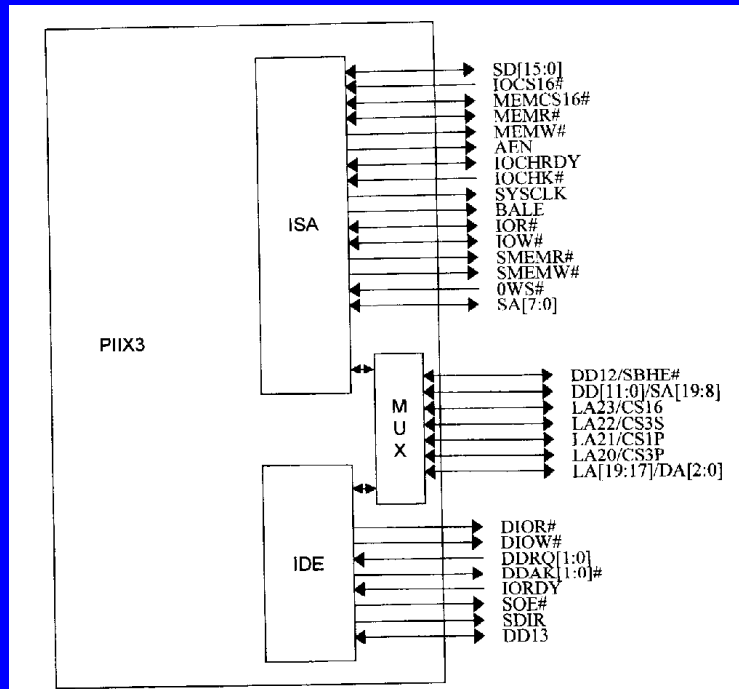 SD[15:0]
IOCS16#
MEMCS16#
MEMR#
MEMW#
AEN
IOCHRDY
IOCHK#
SYSCLK
BALE
IOR#
IOW#
SMEMR#
SMEMW#
0WS#
SA[7:0]
ISA
PIIX3
MUX
DD12/SBHE#
DD[11:0]/SA[19:8]
LA23/CS16
LA22/CS3S
LA21/CS1P
LA20/CS3P
LA[19:17]/DA[2:0]
IDE
DIOR#
DIOW#
DDRQ[1:0]
DDAK[1:0]#
IORDY
SOE#
SDIR
DD13